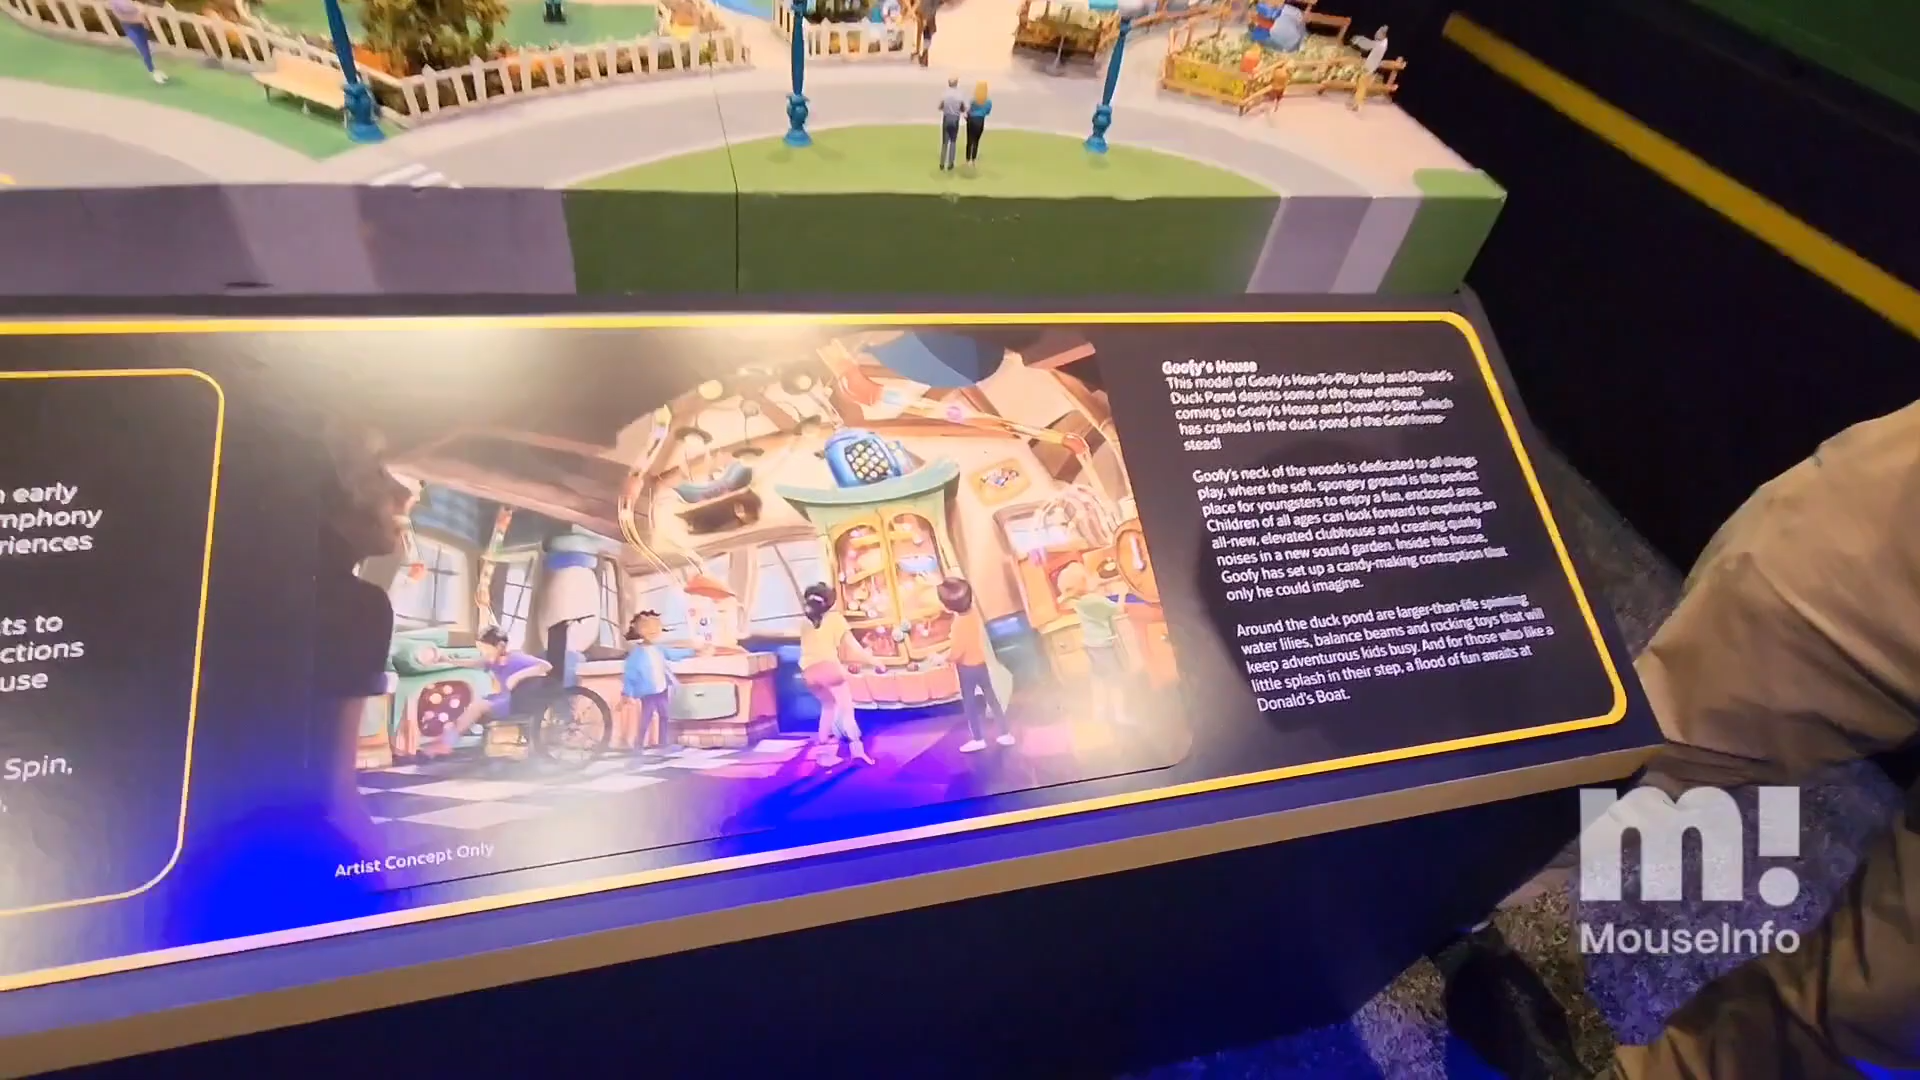 n early
mphony
riences
ts to
ctions
use
Spin,
Artist Concept Only
Goofy's House
This model of Goofy's How-To-Play Yard and Donald's
Duck Pond depicts some of the new elements
coming to Goofy's House and Donald's Boat, which
has crashed in the duck pond of the Goof home-
stead!
Goofy's neck of the woods is dedicated to all things
play, where the soft, spongey ground is the perfect
place for youngsters to enjoy a fun, enclosed area.
Children of all ages can look forward to exploring an
all-new, elevated clubhouse and creating quirky
noises in a new sound garden. Inside his house,
Goofy has set up a candy-making contraption that
only he could imagine.
Around the duck pond are larger-than-life spinning
water lilies, balance beams and rocking toys that will
keep adventurous kids busy. And for those who like a
little splash in their step, a flood of fun awaits at
Donald's Boat.
m!
MouseInfo